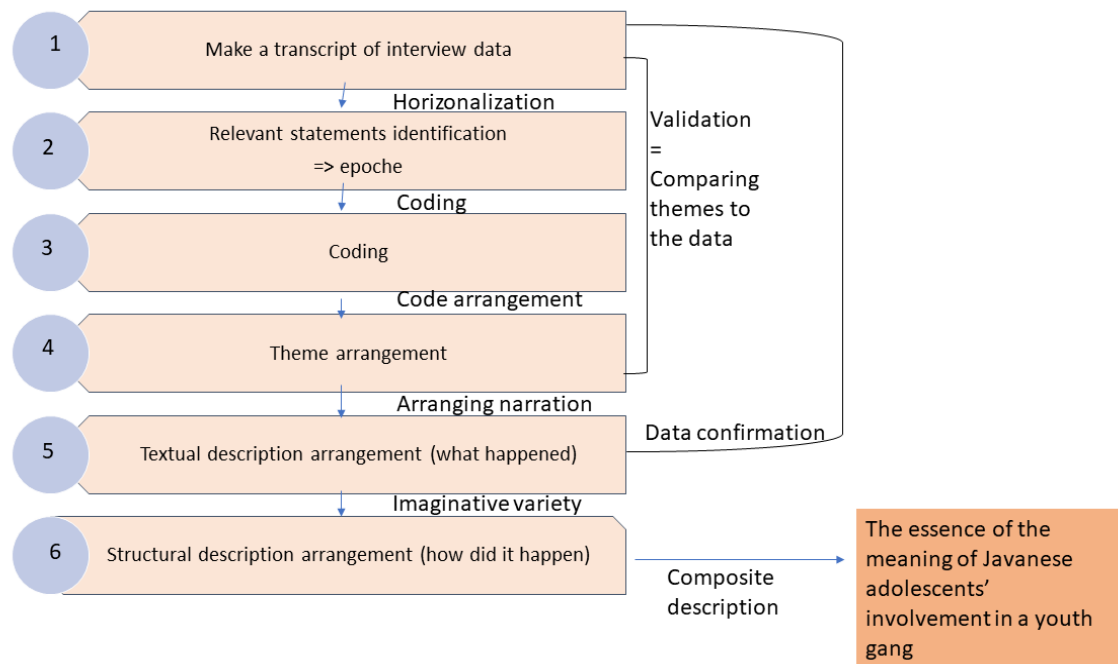 1
Make a transcript of interview data
Horizonalization
2
Relevant statements identification
=> epoche
Coding
3
Coding
Code arrangement
4
Theme arrangement
Arranging narration
5
Textual description arrangement (what happened)
Imaginative variety
6
Structural description arrangement (how did it happen)
Validation
=
Comparing
themes to
the data
Data confirmation
Composite
description
The essence of the
meaning of Javanese
adolescents’
involvement in a youth
gang